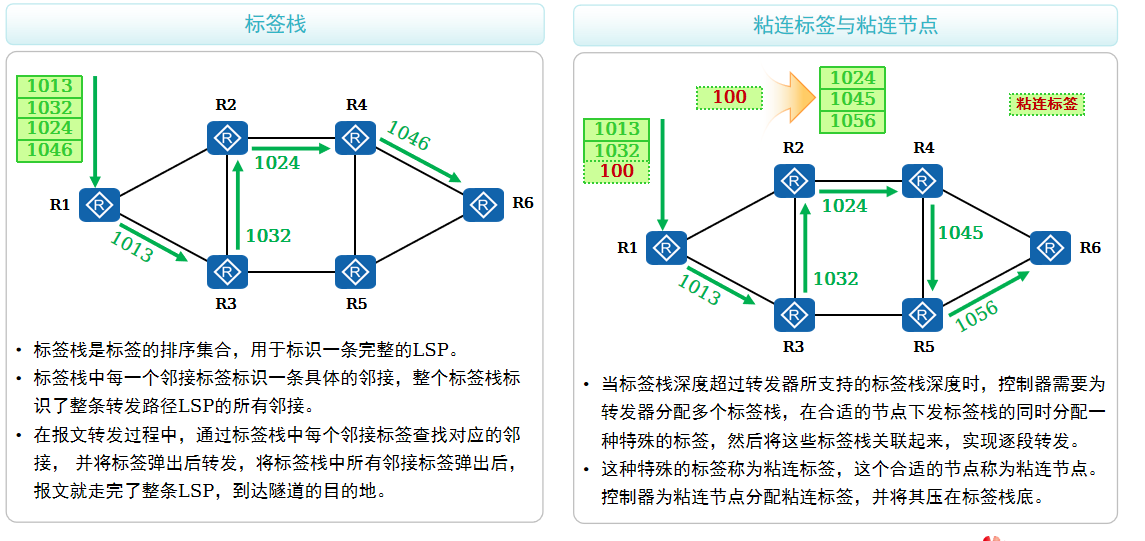 标签栈
1013
1032
1024
1046
R2
R4
1046
1024
R1
R6
1032
1013
R3
R5
• 标签栈是标签的排序集合，用于标识一条完整的LSP。
• 标签栈中每一个邻接标签标识一条具体的邻接，整个标签栈标
识了整条转发路径LSP的所有邻接。
• 在报文转发过程中，通过标签栈中每个邻接标签查找对应的邻
接， 并将标签弹出后转发，将标签栈中所有邻接标签弹出后，
报文就走完了整条LSP，到达隧道的目的地。
粘连标签与粘连节点
100
1024
1045
1056
粘连标签
1013
1032
100
R2
R4
1024
1045
R1
R6
1032
1013
1056
R3
R5
• 当标签栈深度超过转发器所支持的标签栈深度时，控制器需要为
转发器分配多个标签栈，在合适的节点下发标签栈的同时分配一
种特殊的标签，然后将这些标签栈关联起来，实现逐段转发。
• 这种特殊的标签称为粘连标签，这个合适的节点称为粘连节点。
控制器为粘连节点分配粘连标签，并将其压在标签栈底。